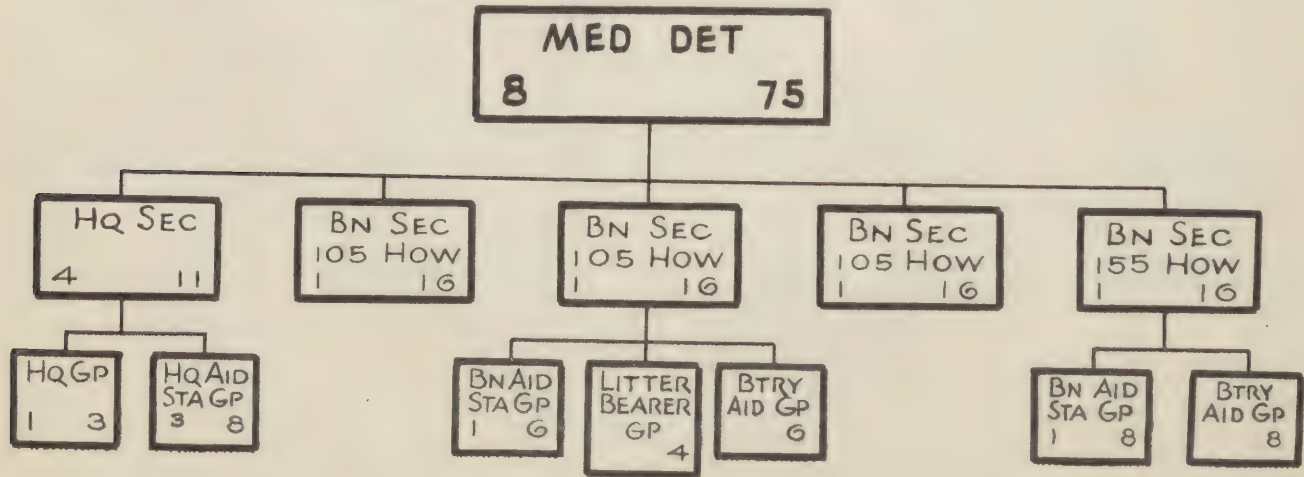 MED DET
8 75
HQ SEC
4 11
BN SEC
105 HOW
1 16
BN SEC
105 HOW
1 16
BN SEC
105 HOW
1 16
BN SEC
155 HOW
1 16
HQ GP
1 3
HQ AID
STA GP
3 8
BN AID
STA GP
1 6
LITTER
BEARER
GP
4
BTRY
AID GP
6
BN AID
STA GP
1 8
BTRY
AID GP
8